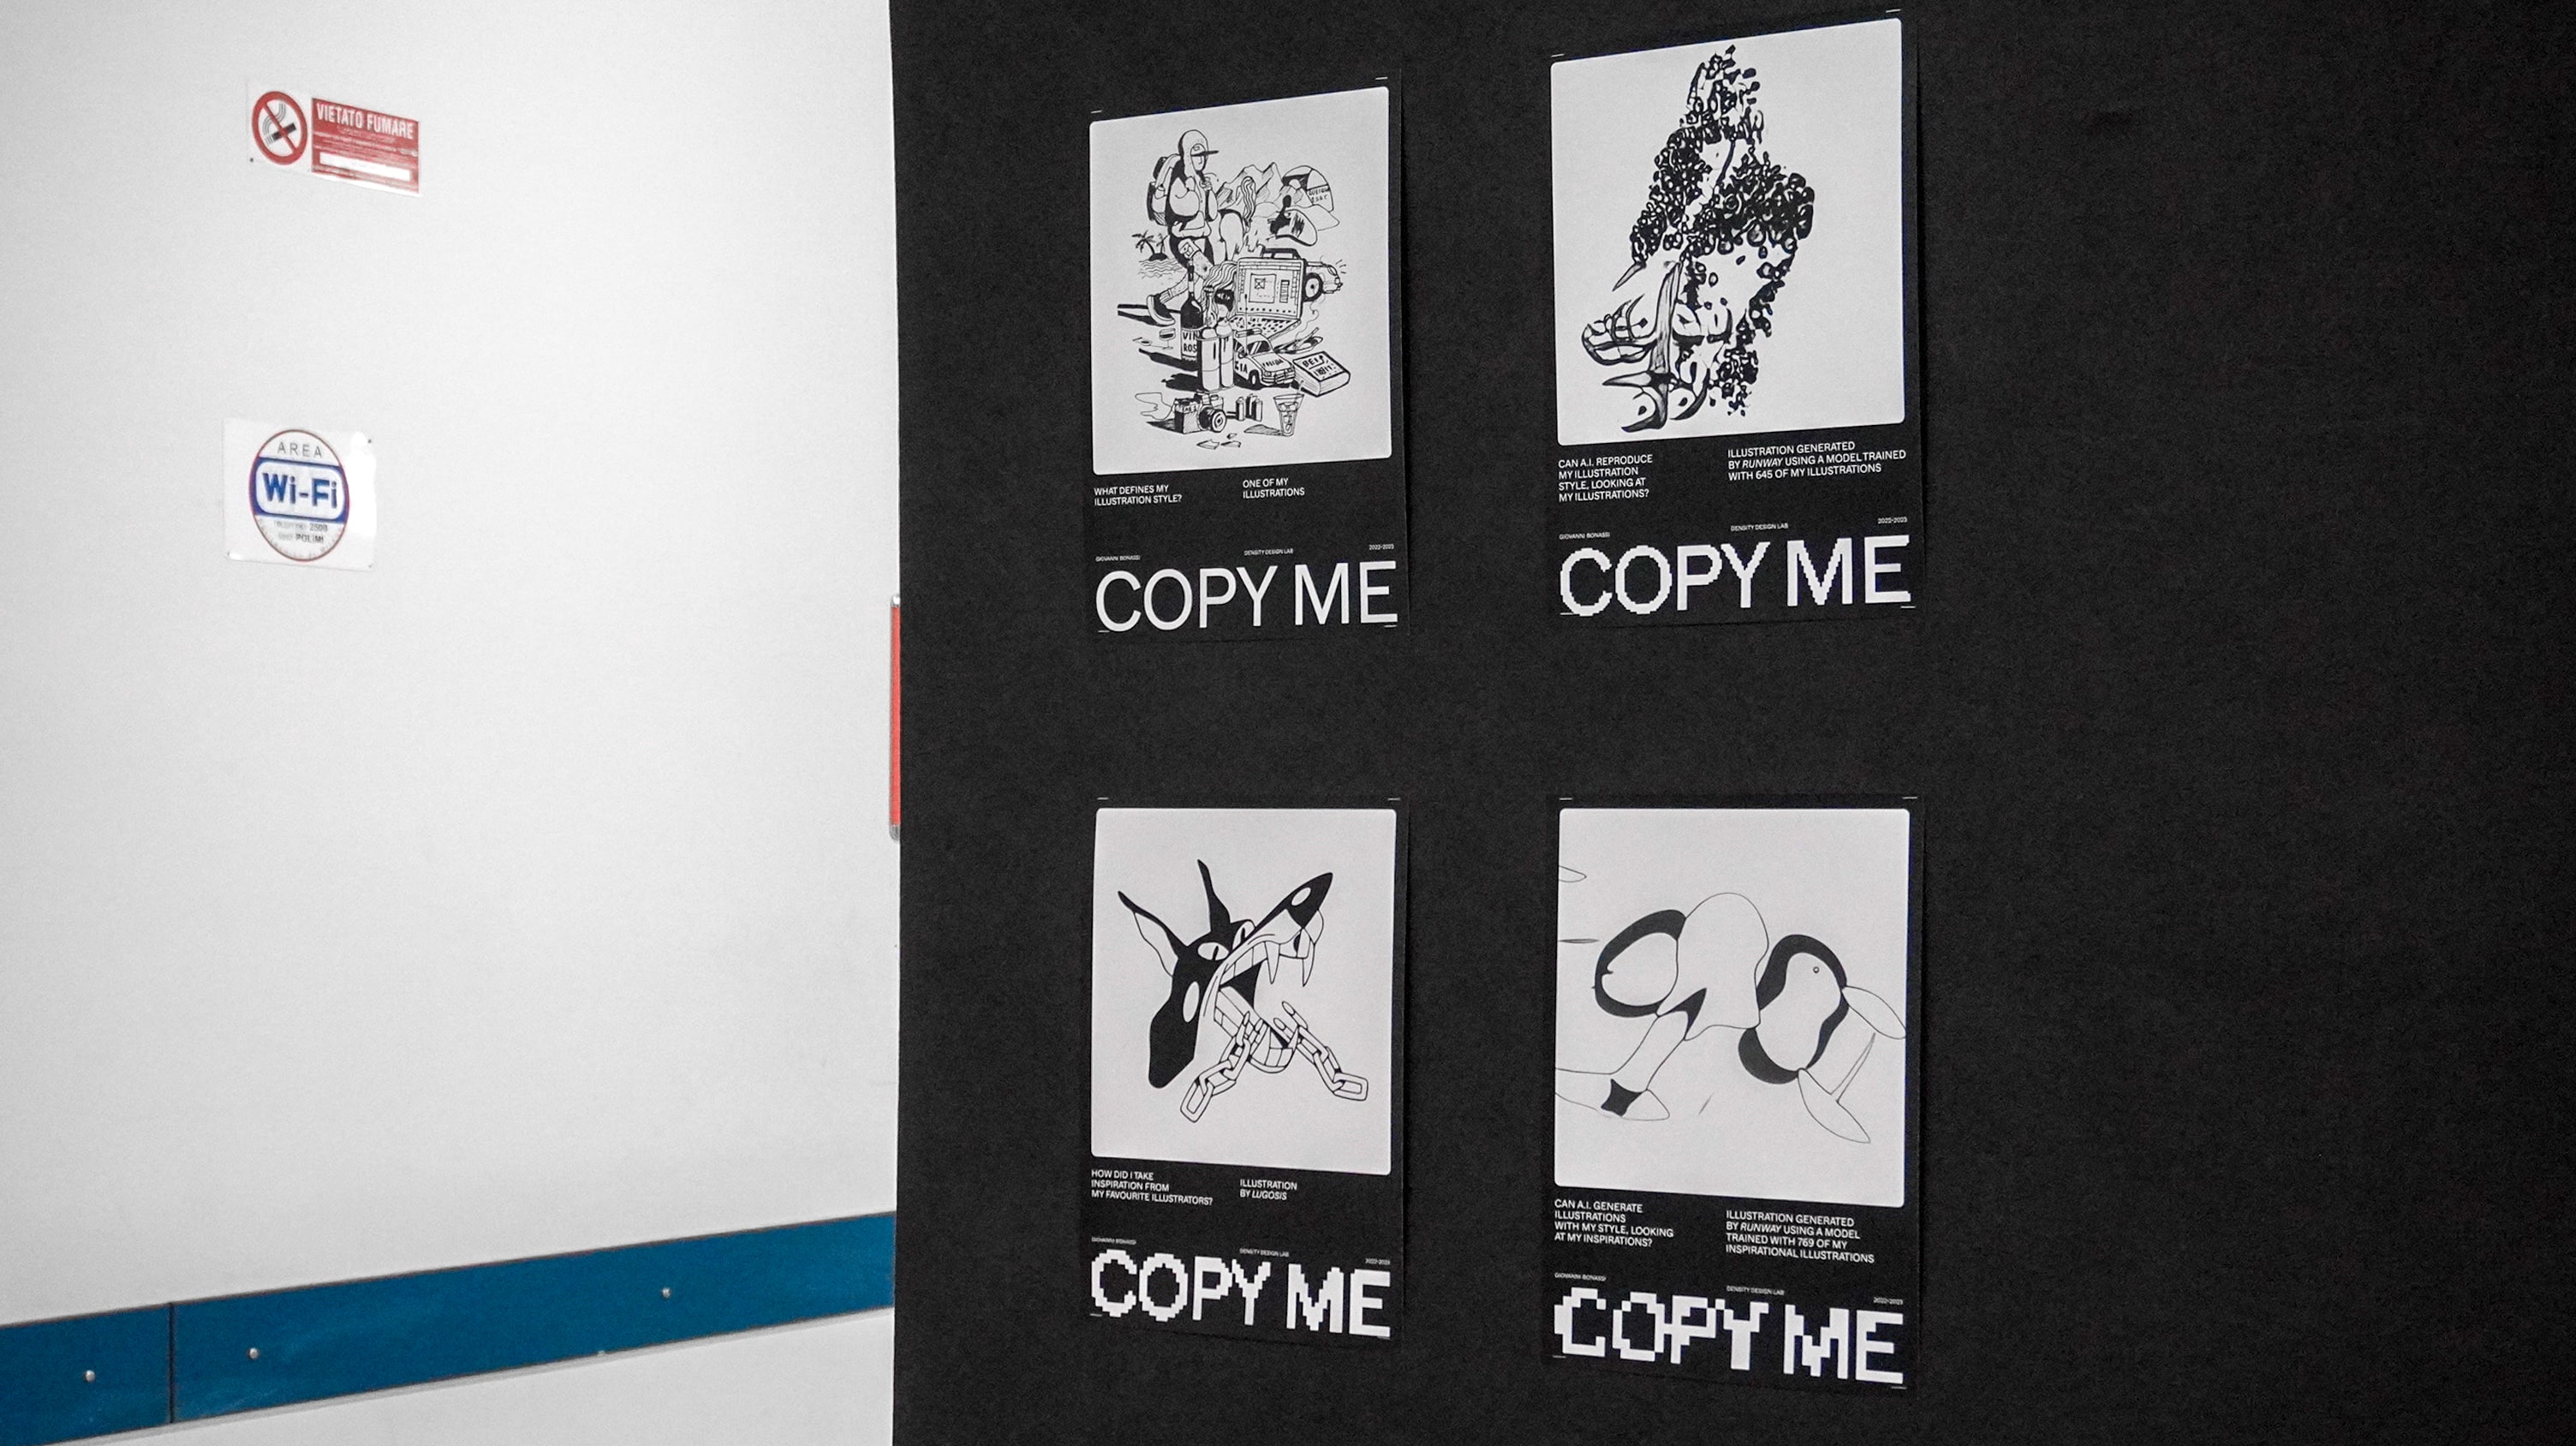 VIETATO FUMARE
AREA
Wi-Fi
POLIMI
WHAT DEFINES MY
ILLUSTRATION STYLE?
ONE OF MY
ILLUSTRATIONS
GIOVANNI BONASSI
DENSITY DESIGN LAB
2022-2023
COPY ME
CAN A.I. REPRODUCE
MY ILLUSTRATION
STYLE, LOOKING AT
MY ILLUSTRATIONS?
ILLUSTRATION GENERATED
BY RUNWAY USING A MODEL TRAINED
WITH 645 OF MY ILLUSTRATIONS
GIOVANNI BONASSI
DENSITY DESIGN LAB
2022-2023
COPY ME
HOW DID I TAKE
INSPIRATION FROM
MY FAVOURITE ILLUSTRATORS?
ILLUSTRATION
BY LUGOSIS
GIOVANNI BONASSI
DENSITY DESIGN LAB
2022-2023
COPY ME
CAN A.I. GENERATE
ILLUSTRATIONS
WITH MY STYLE, LOOKING
AT MY INSPIRATIONS?
ILLUSTRATION GENERATED
BY RUNWAY USING A MODEL
TRAINED WITH 769 OF MY
INSPIRATIONAL ILLUSTRATIONS
GIOVANNI BONASSI
DENSITY DESIGN LAB
2022-2023
COPY ME